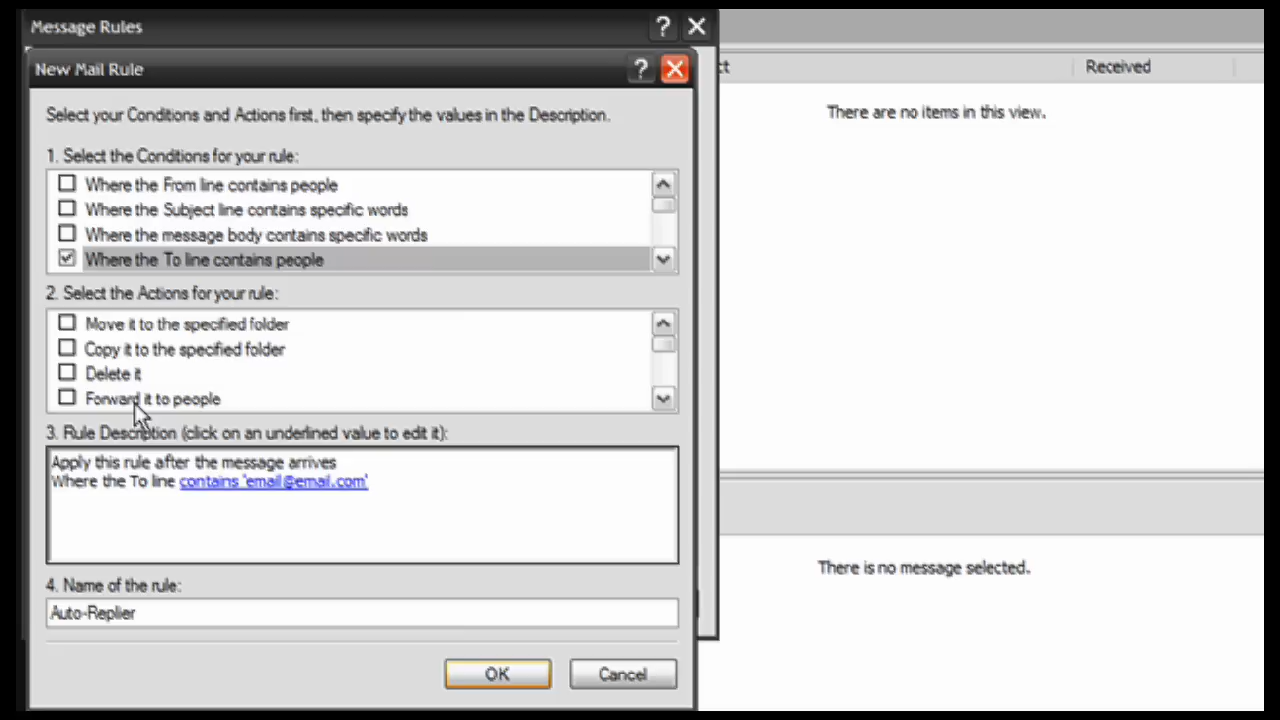 Message Rules
New Mail Rule
Select your Conditions and Actions first, then specify the values in the Description.
1. Select the Conditions for your rule:
Where the From line contains people
Where the Subject line contains specific words
Where the message body contains specific words
Where the To line contains people
2. Select the Actions for your rule:
Move it to the specified folder
Copy it to the specified folder
Delete it
Forward it to people
3. Rule Description (click on an underlined value to edit it):
Apply this rule after the message arrives
Where the To line contains 'email@email.com'
4. Name of the rule:
Auto-Replier
OK Cancel
ct Received
There are no items in this view.
There is no message selected.